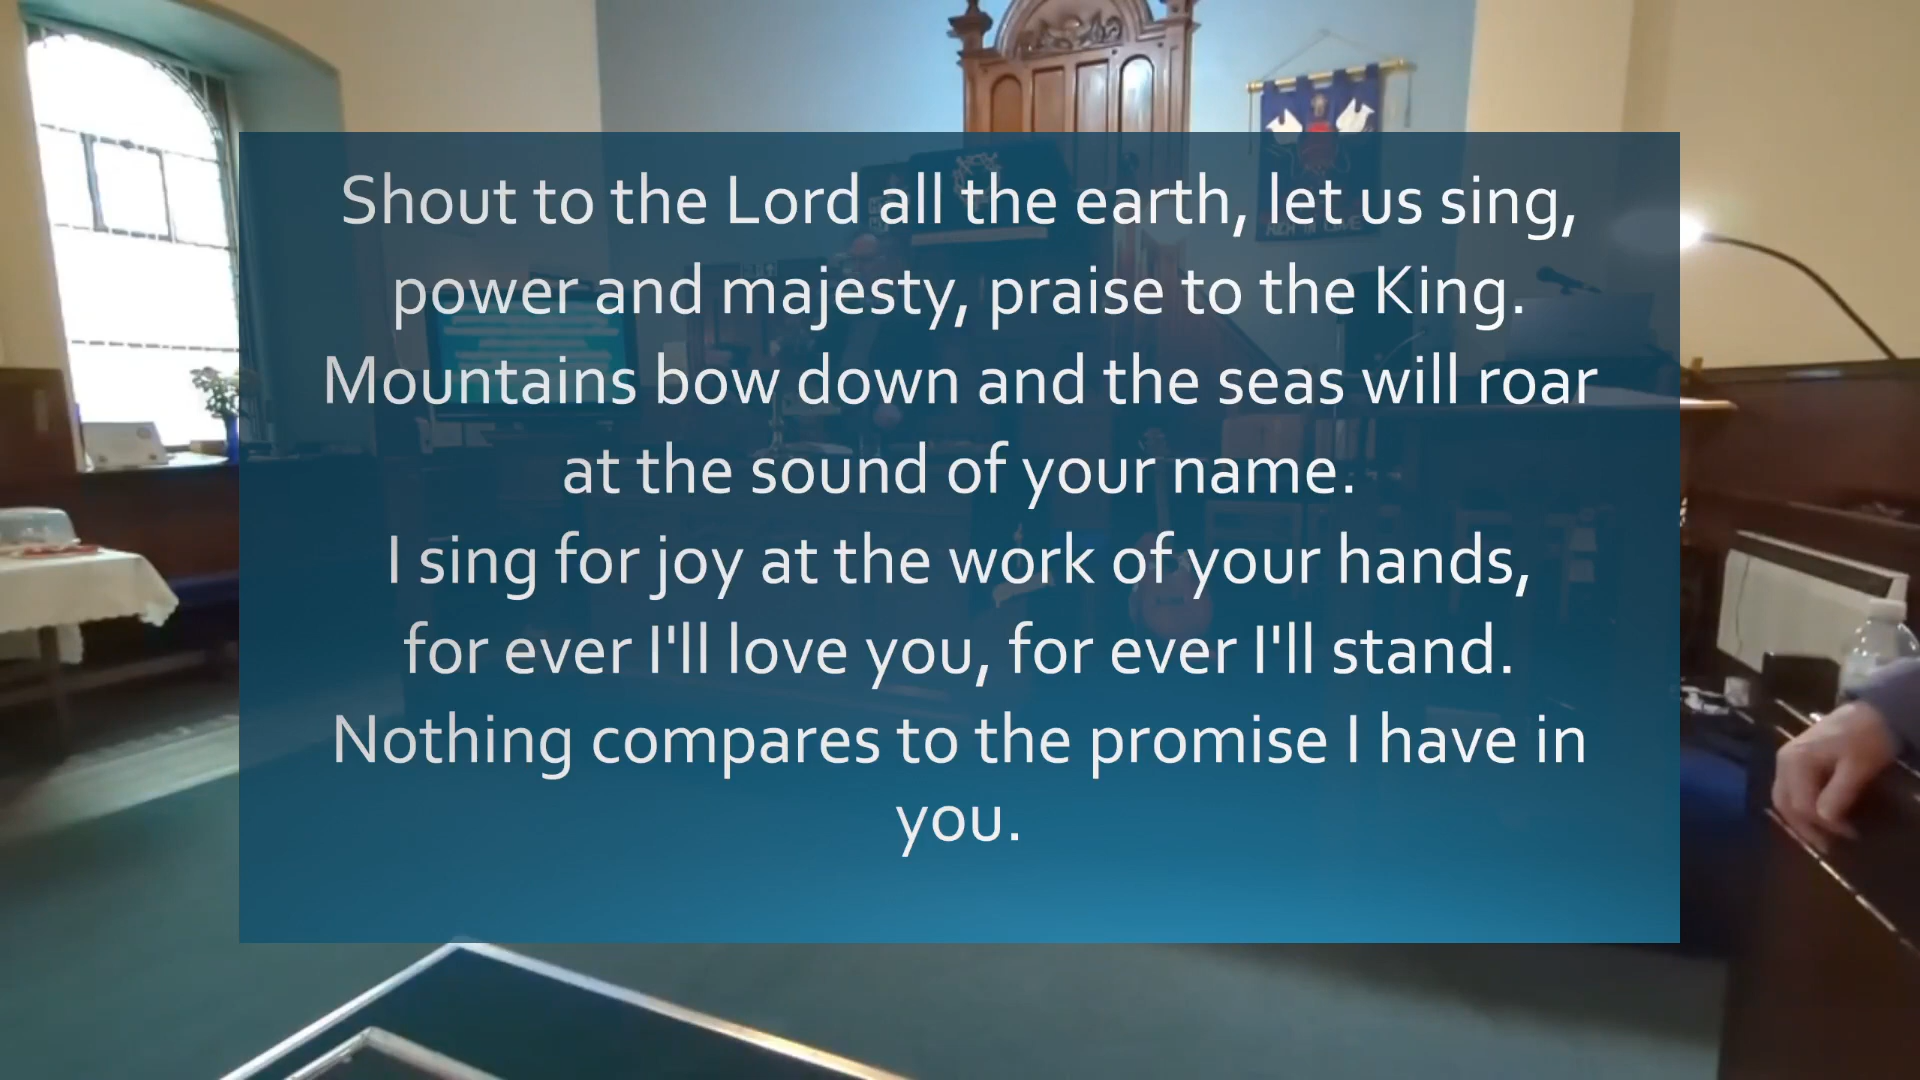 Shout to the Lord all the earth, let us sing,
power and majesty, praise to the King.
Mountains bow down and the seas will roar
at the sound of your name.
I sing for joy at the work of your hands,
for ever I'll love you, for ever I'll stand.
Nothing compares to the promise I have in
you.